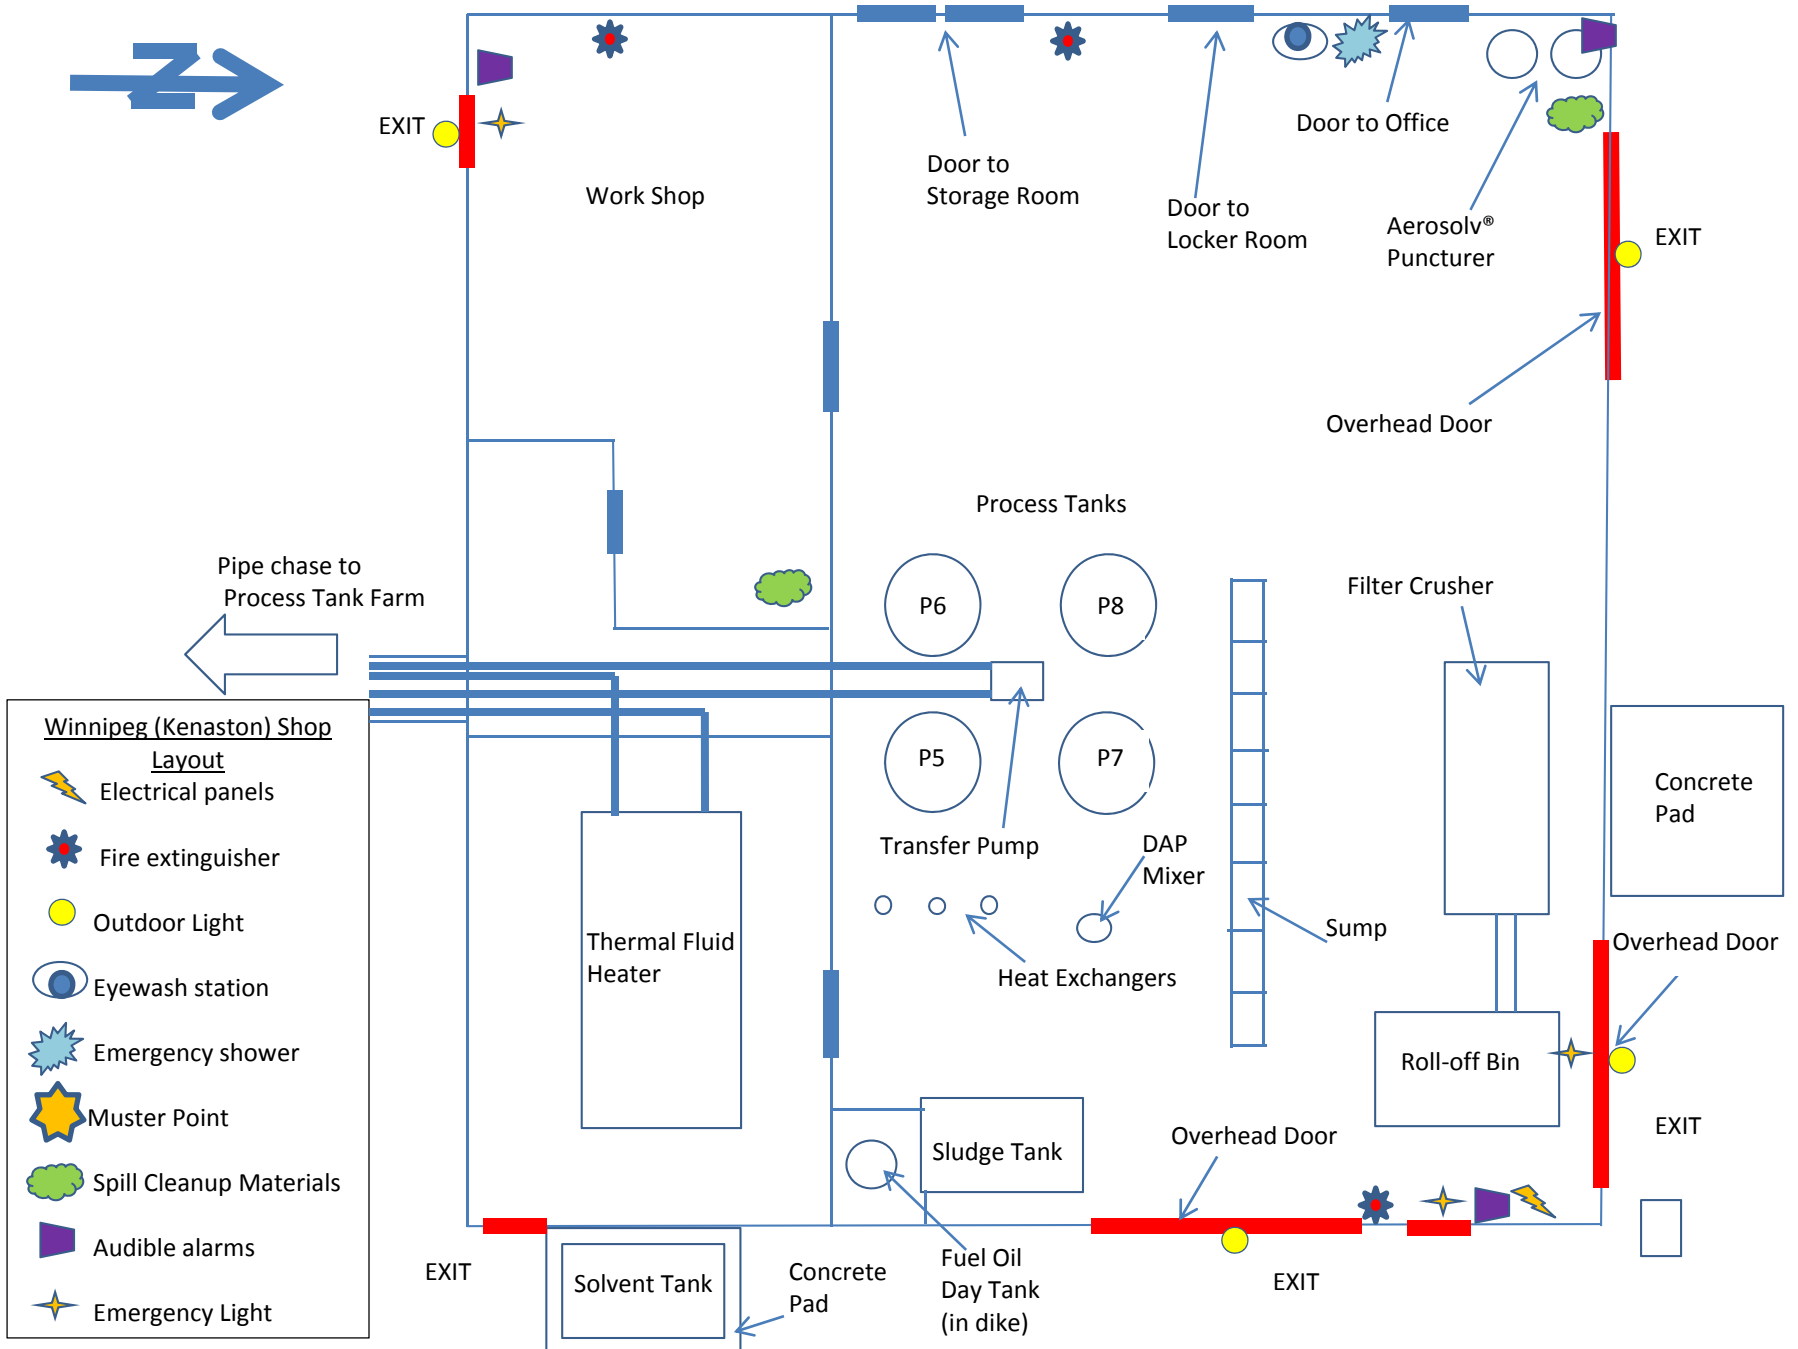 EXIT
Work Shop
Door to
Storage Room
Door to
Locker Room
Door to Office
Aerosolv®
Puncturer
EXIT
Overhead Door
Process Tanks
Pipe chase to
Process Tank Farm
P6
P8
Filter Crusher
P5
P7
Transfer Pump
DAP
Mixer
Concrete
Pad
Thermal Fluid
Heater
Heat Exchangers
Sump
Overhead Door
Roll-off Bin
EXIT
Sludge Tank
Overhead Door
EXIT
Solvent Tank
Concrete
Pad
Fuel Oil
Day Tank
(in dike)
EXIT
Winnipeg (Kenaston) Shop
Layout
Electrical panels
Fire extinguisher
Outdoor Light
Eyewash station
Emergency shower
Muster Point
Spill Cleanup Materials
Audible alarms
Emergency Light